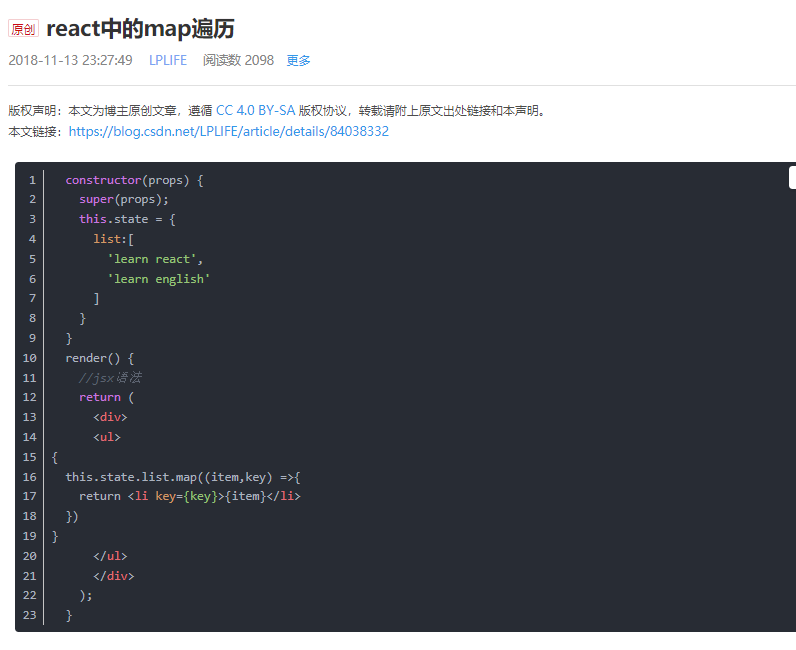 原创 react中的map遍历
2018-11-13 23:27:49 LPLIFE 阅读数 2098 更多
版权声明：本文为博主原创文章，遵循 CC 4.0 BY-SA 版权协议，转载请附上原文出处链接和本声明。
本文链接：https://blog.csdn.net/LPLIFE/article/details/84038332
1   constructor(props) {
2     super(props);
3     this.state = {
4       list:[
5         'learn react',
6         'learn english'
7       ]
8     }
9   }
10   render() {
11     //jsx语法
12     return (
13       <div>
14       <ul>
15 {
16   this.state.list.map((item,key) =>{
17     return <li key={key}>{item}</li>
18   })
19 }
20       </ul>
21       </div>
22     );
23   }